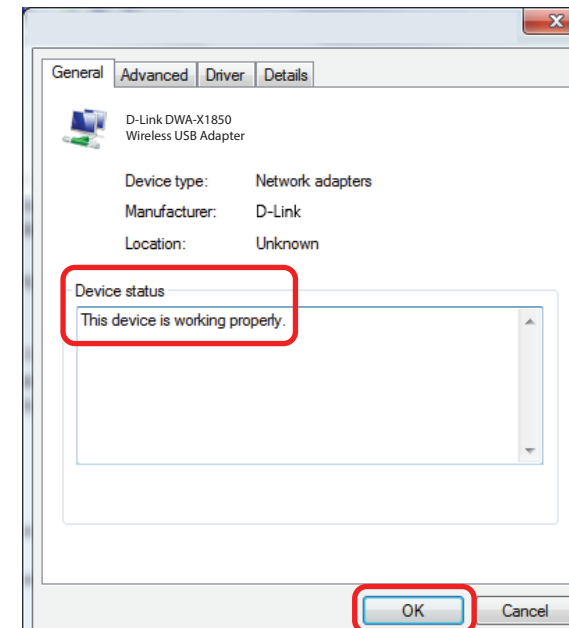 General Advanced Driver Details
D-Link DWA-X1850
Wireless USB Adapter
Device type: Network adapters
Manufacturer: D-Link
Location: Unknown
Device status
This device is working properly.
OK Cancel